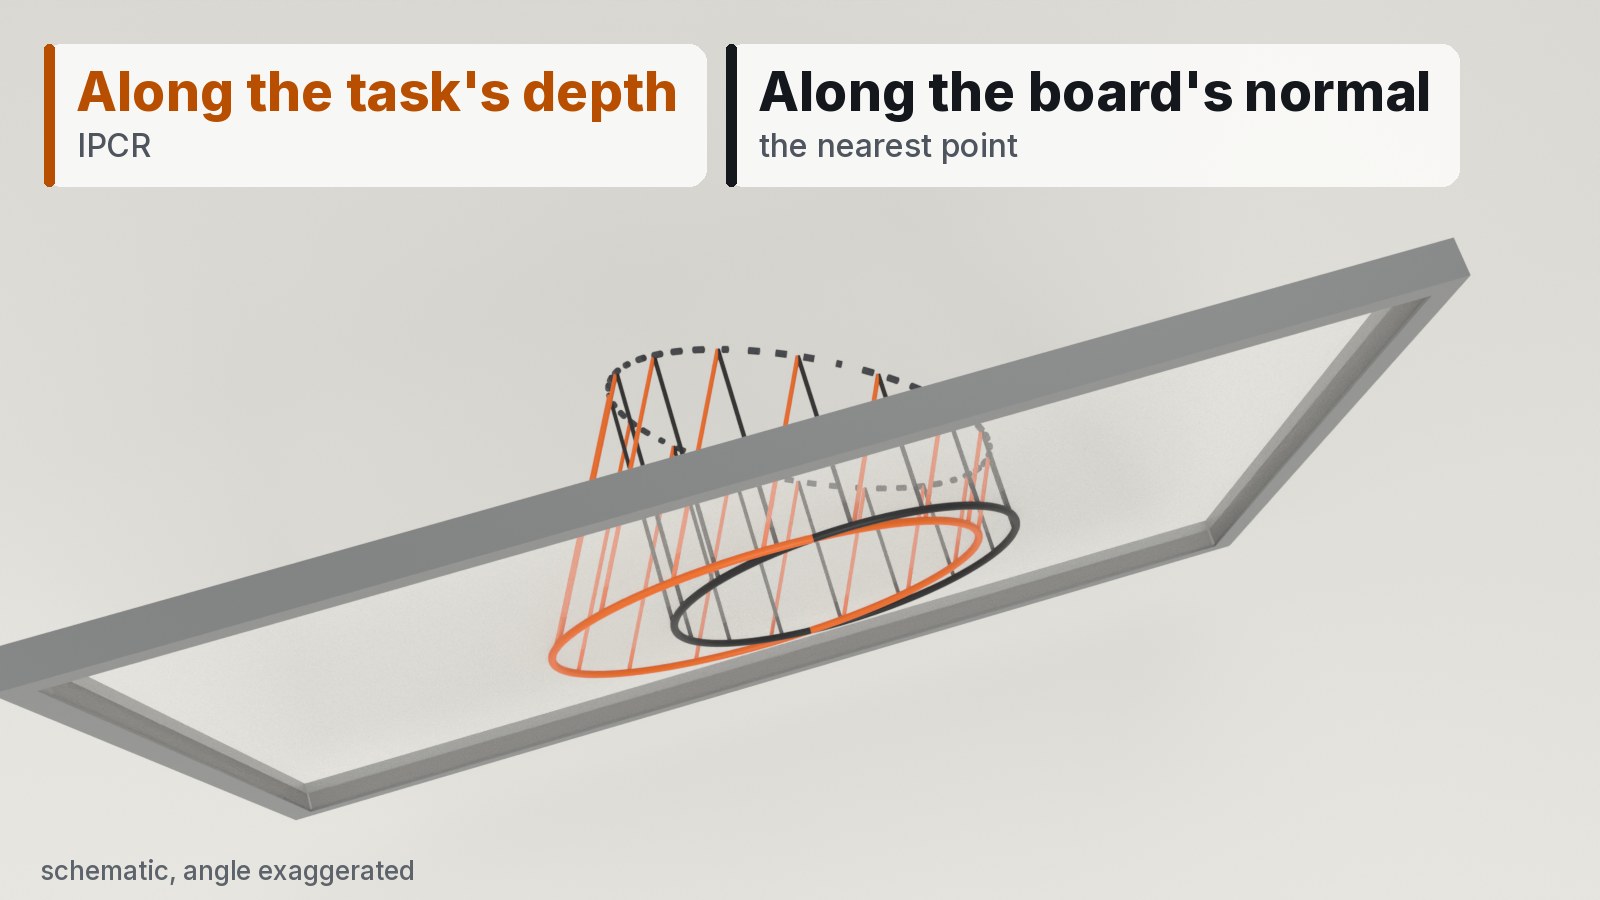 Along the task's depth
IPCR
Along the board's normal
the nearest point
schematic, angle exaggerated